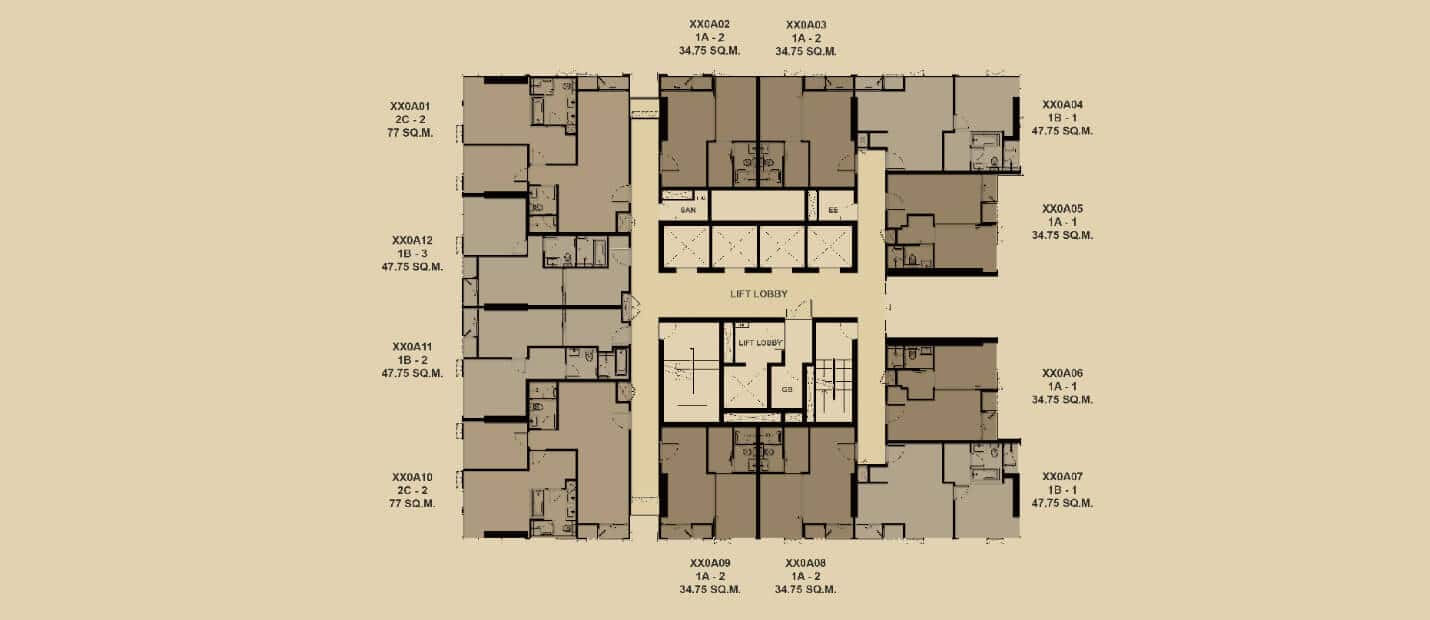 XX0A02
1A - 2
34.75 SQ.M.
XX0A03
1A - 2
34.75 SQ.M.
XX0A01
2C - 2
77 SQ.M.
XX0A04
1B - 1
47.75 SQ.M.
XX0A05
1A - 1
34.75 SQ.M.
SAN
EE
XX0A12
1B - 3
47.75 SQ.M.
LIFT LOBBY
LIFT LOBBY
XX0A11
1B - 2
47.75 SQ.M.
XX0A06
1A - 1
34.75 SQ.M.
GB
XX0A10
2C - 2
77 SQ.M.
XX0A07
1B - 1
47.75 SQ.M.
XX0A09
1A - 2
34.75 SQ.M.
XX0A08
1A - 2
34.75 SQ.M.